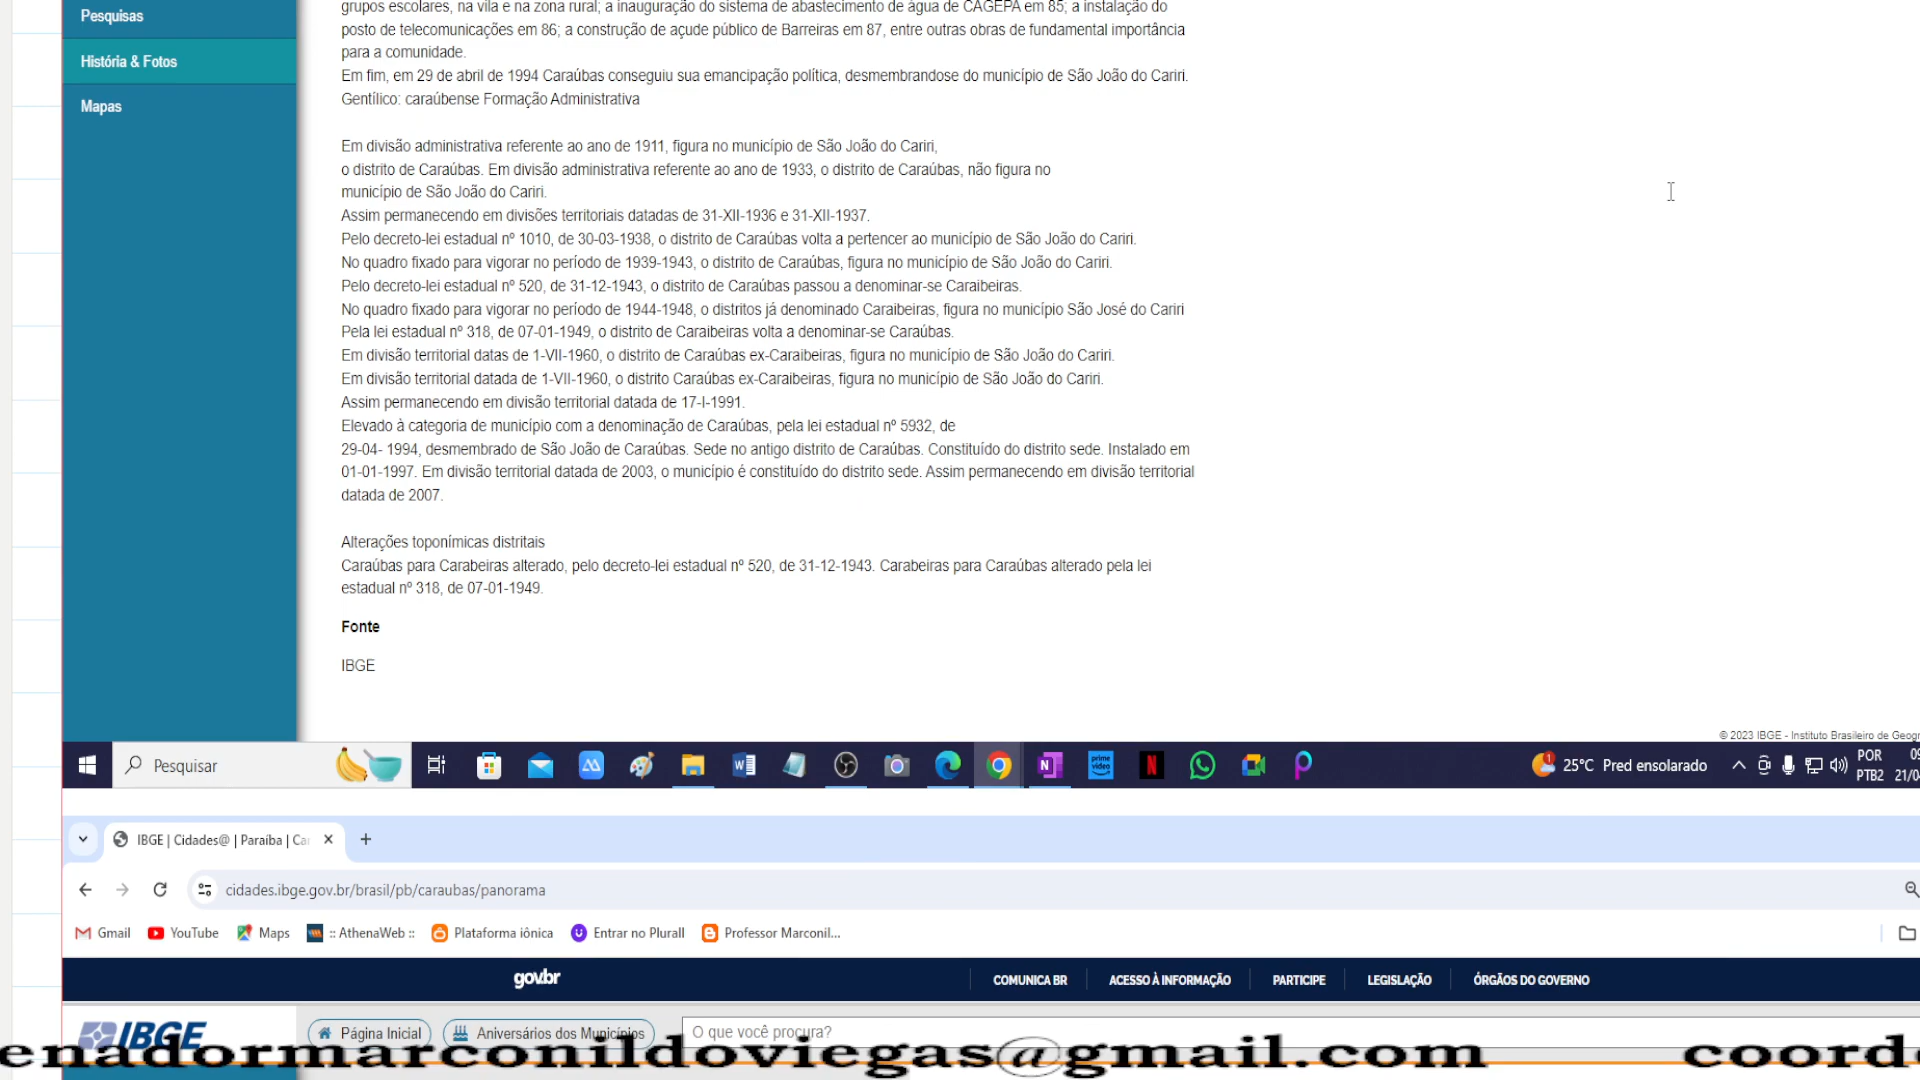 Pesquisas
História & Fotos
Mapas
grupos escolares, na vila e na zona rural; a inauguração do sistema de abastecimento de água de CAGEPA em 85; a instalação do
posto de telecomunicações em 86; a construção de açude público de Barreiras em 87, entre outras obras de fundamental importância
para a comunidade.
Em fim, em 29 de abril de 1994 Caraúbas conseguiu sua emancipação política, desmembrandose do município de São João do Cariri.
Gentílico: caraúbense Formação Administrativa
Em divisão administrativa referente ao ano de 1911, figura no município de São João do Cariri,
o distrito de Caraúbas. Em divisão administrativa referente ao ano de 1933, o distrito de Caraúbas, não figura no
município de São João do Cariri.
Assim permanecendo em divisões territoriais datadas de 31-XII-1936 e 31-XII-1937.
Pelo decreto-lei estadual nº 1010, de 30-03-1938, o distrito de Caraúbas volta a pertencer ao município de São João do Cariri.
No quadro fixado para vigorar no período de 1939-1943, o distrito de Caraúbas, figura no município de São João do Cariri.
Pelo decreto-lei estadual nº 520, de 31-12-1943, o distrito de Caraúbas passou a denominar-se Caraibeiras.
No quadro fixado para vigorar no período de 1944-1948, o distritos já denominado Caraibeiras, figura no município São José do Cariri
Pela lei estadual nº 318, de 07-01-1949, o distrito de Caraibeiras volta a denominar-se Caraúbas.
Em divisão territorial datas de 1-VII-1960, o distrito de Caraúbas ex-Caraibeiras, figura no município de São João do Cariri.
Em divisão territorial datada de 1-VII-1960, o distrito Caraúbas ex-Caraibeiras, figura no município de São João do Cariri.
Assim permanecendo em divisão territorial datada de 17-I-1991.
Elevado à categoria de município com a denominação de Caraúbas, pela lei estadual nº 5932, de
29-04- 1994, desmembrado de São João de Caraúbas. Sede no antigo distrito de Caraúbas. Constituído do distrito sede. Instalado em
01-01-1997. Em divisão territorial datada de 2003, o município é constituído do distrito sede. Assim permanecendo em divisão territorial
datada de 2007.
Alterações toponímicas distritais
Caraúbas para Carabeiras alterado, pelo decreto-lei estadual nº 520, de 31-12-1943. Carabeiras para Caraúbas alterado pela lei
estadual nº 318, de 07-01-1949.
Fonte
IBGE
© 2023 IBGE - Instituto Brasileiro de Geogr
Pesquisar
prime video
25°C Pred ensolarado
POR
PTB2
09
21/0
IBGE | Cidades@ | Paraíba | Ca
cidades.ibge.gov.br/brasil/pb/caraubas/panorama
Gmail YouTube Maps :: AthenaWeb :: Plataforma iônica Entrar no Plurall Professor Marconil...
gov.br COMUNICA BR ACESSO À INFORMAÇÃO PARTICIPE LEGISLAÇÃO ÓRGÃOS DO GOVERNO
IBGE Página Inicial Aniversários dos Municípios O que você procura?
enadormarconildoviegas@gmail.com coord